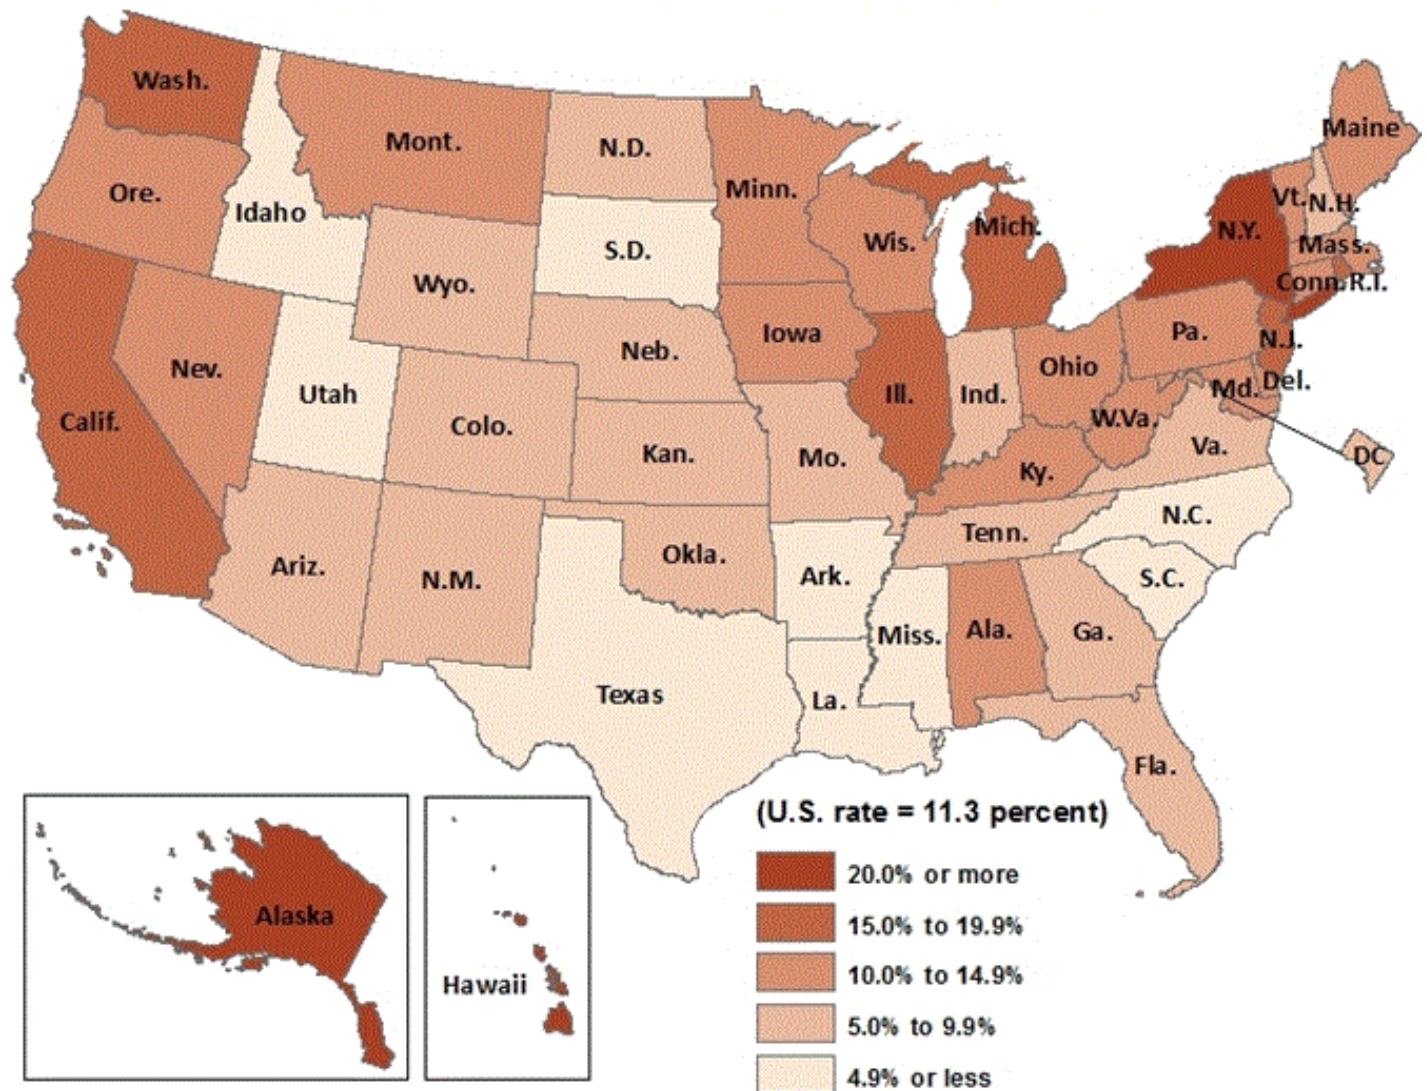 Wash.
Maine
Mont.
N.D.
Ore.
Minn.
Vt.
N.H.
Idaho
Mich.
N.Y.
Wis.
Mass.
S.D.
Wyo.
Conn.
R.I.
Iowa
Pa.
N.J.
Neb.
Nev.
Ohio
Utah
Ill.
Ind.
Md.
Del.
Calif.
Colo.
W.Va.
Va.
Kan.
Mo.
DC
Ky.
N.C.
Tenn.
Okla.
Ariz.
N.M.
Ark.
S.C.
Miss.
Ala.
Ga.
Texas
La.
Fla.
(U.S. rate = 11.3 percent)
20.0% or more
15.0% to 19.9%
10.0% to 14.9%
5.0% to 9.9%
4.9% or less
Alaska
Hawaii